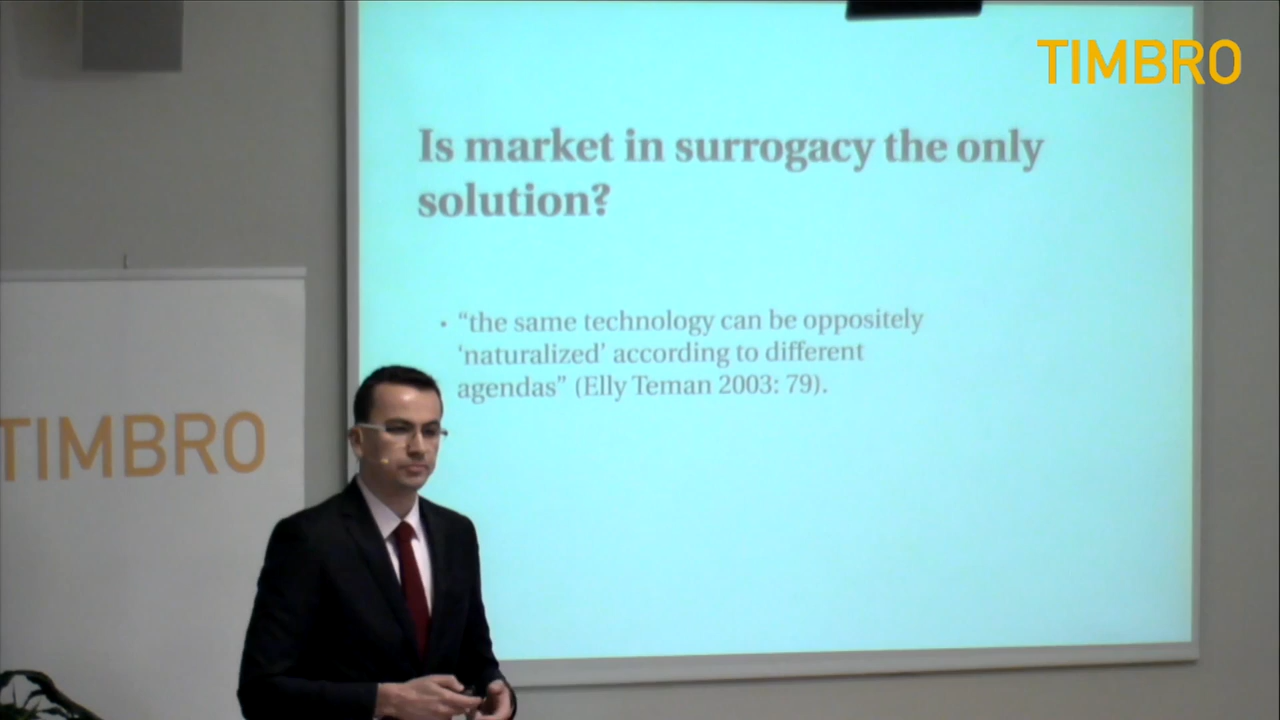 TIMBRO
Is market in surrogacy the only
solution?
• “the same technology can be oppositely
‘naturalized’ according to different
agendas” (Elly Teman 2003: 79).
TIMBRO